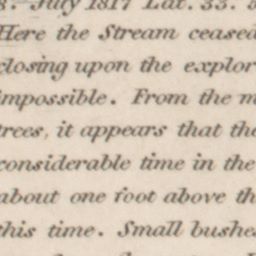 8. July 1817 Lat. 33.
Here the Stream ceased
closing upon the explor
impossible. From the m
trees, it appears that the
considerable time in the
about one foot above th
this time. Small bushe